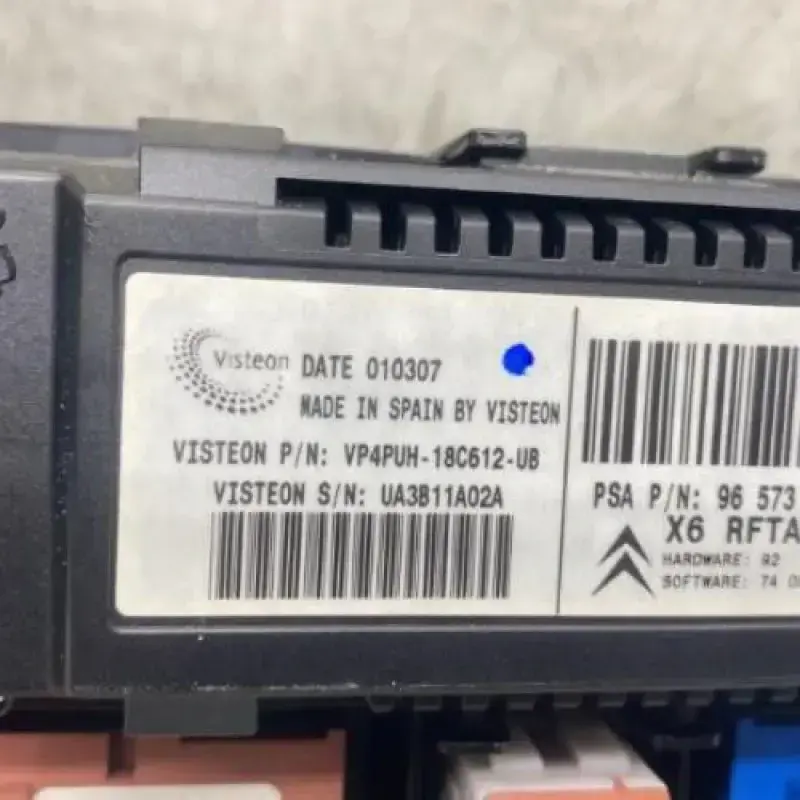 Visteon
DATE 010307
MADE IN SPAIN BY VISTEON
VISTEON P/N: VP4PUH-18C612-UB
VISTEON S/N: UA3B11A02A
PSA P/N: 96 573
X6 RFTA
HARDWARE: 92
SOFTWARE: 74